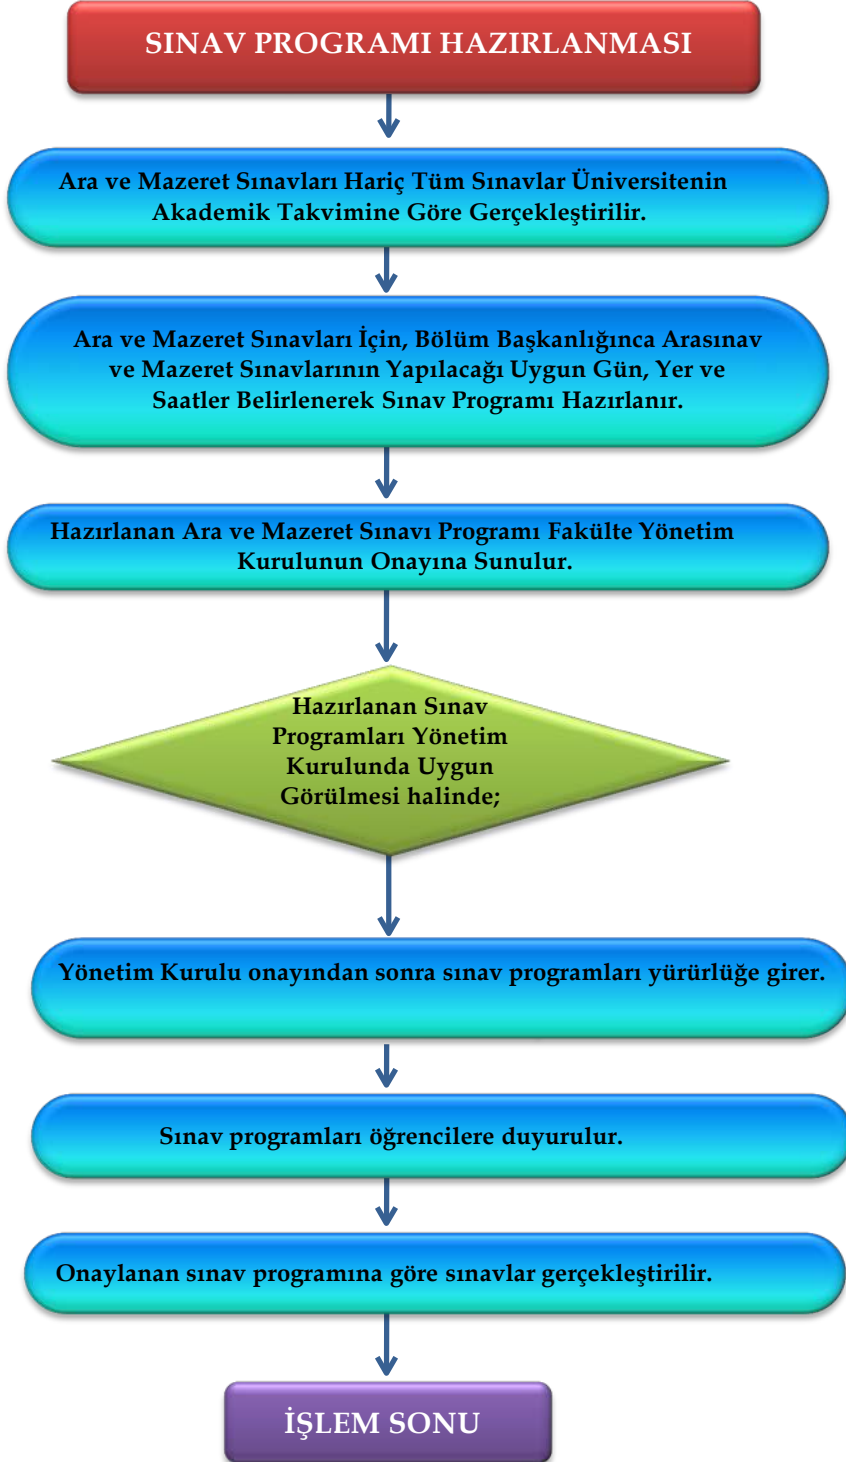 SINAV PROGRAMI HAZIRLANMASI
Ara ve Mazeret Sınavları Hariç Tüm Sınavlar Üniversitenin
Akademik Takvimine Göre Gerçekleştirilir.
Ara ve Mazeret Sınavları İçin, Bölüm Başkanlığınca Arasınav
ve Mazeret Sınavlarının Yapılacağı Uygun Gün, Yer ve
Saatler Belirlenerek Sınav Programı Hazırlanır.
Hazırlanan Ara ve Mazeret Sınavı Programı Fakülte Yönetim
Kurulunun Onayına Sunulur.
Hazırlanan Sınav
Programları Yönetim
Kurulunda Uygun
Görülmesi halinde;
Yönetim Kurulu onayından sonra sınav programları yürürlüğe girer.
Sınav programları öğrencilere duyurulur.
Onaylanan sınav programına göre sınavlar gerçekleştirilir.
İŞLEM SONU